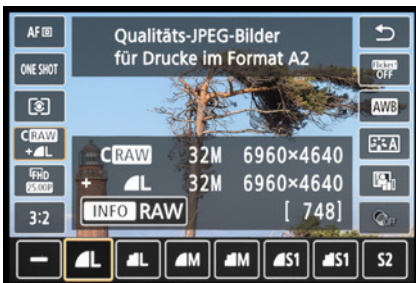 AF
Qualitäts-JPEG-Bilder
für Drucke im Format A2
ONE SHOT
Flicker!
OFF
AWB
CRAW
+ L
CRAW 32M 6960×4640
+ L 32M 6960×4640
INFO RAW [ 748]
A
FHD
25.00P
3:2
L
L
M
M
S1
S1
S2